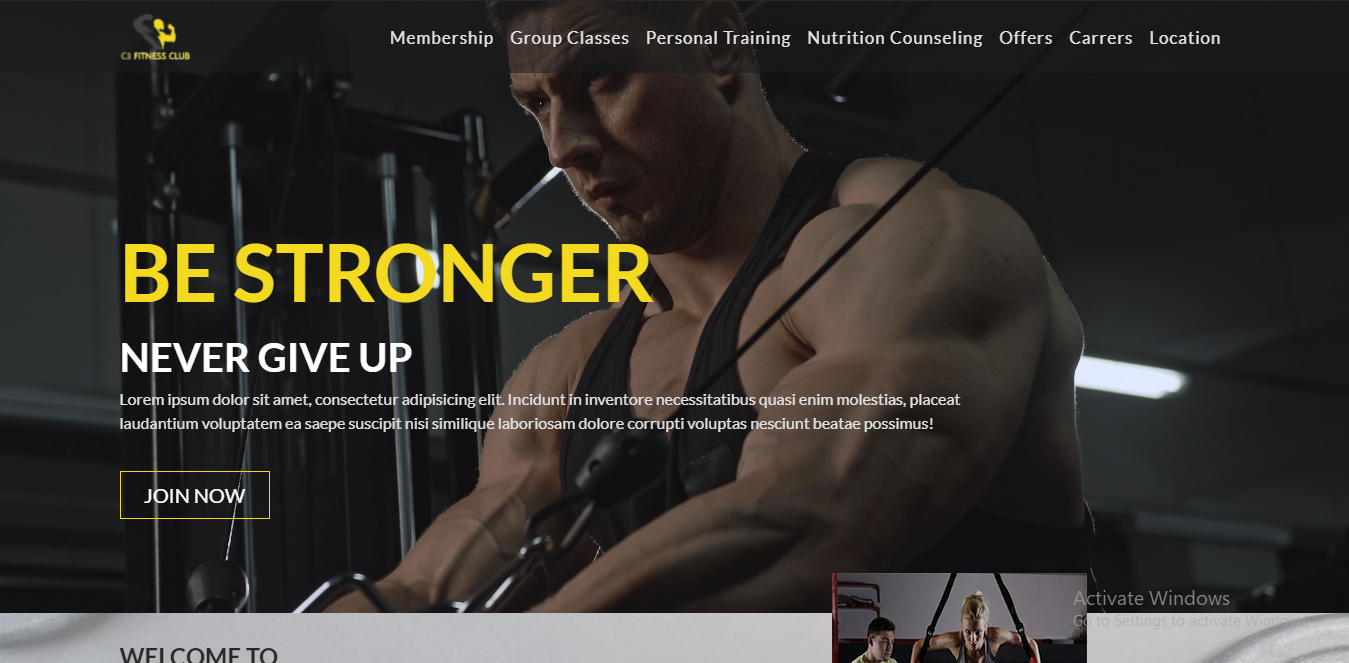 C3 FITNESS CLUB
Membership Group Classes Personal Training Nutrition Counseling Offers Carrers Location
BE STRONGER
NEVER GIVE UP
Lorem ipsum dolor sit amet, consectetur adipisicing elit. Incidunt in inventore necessitatibus quasi enim molestias, placeat
laudantium voluptatem ea saepe suscipit nisi similique laboriosam dolore corrupti voluptas nesciunt beatae possimus!
JOIN NOW
Activate Windows
Go to Settings to activate Windows.
WELCOME TO